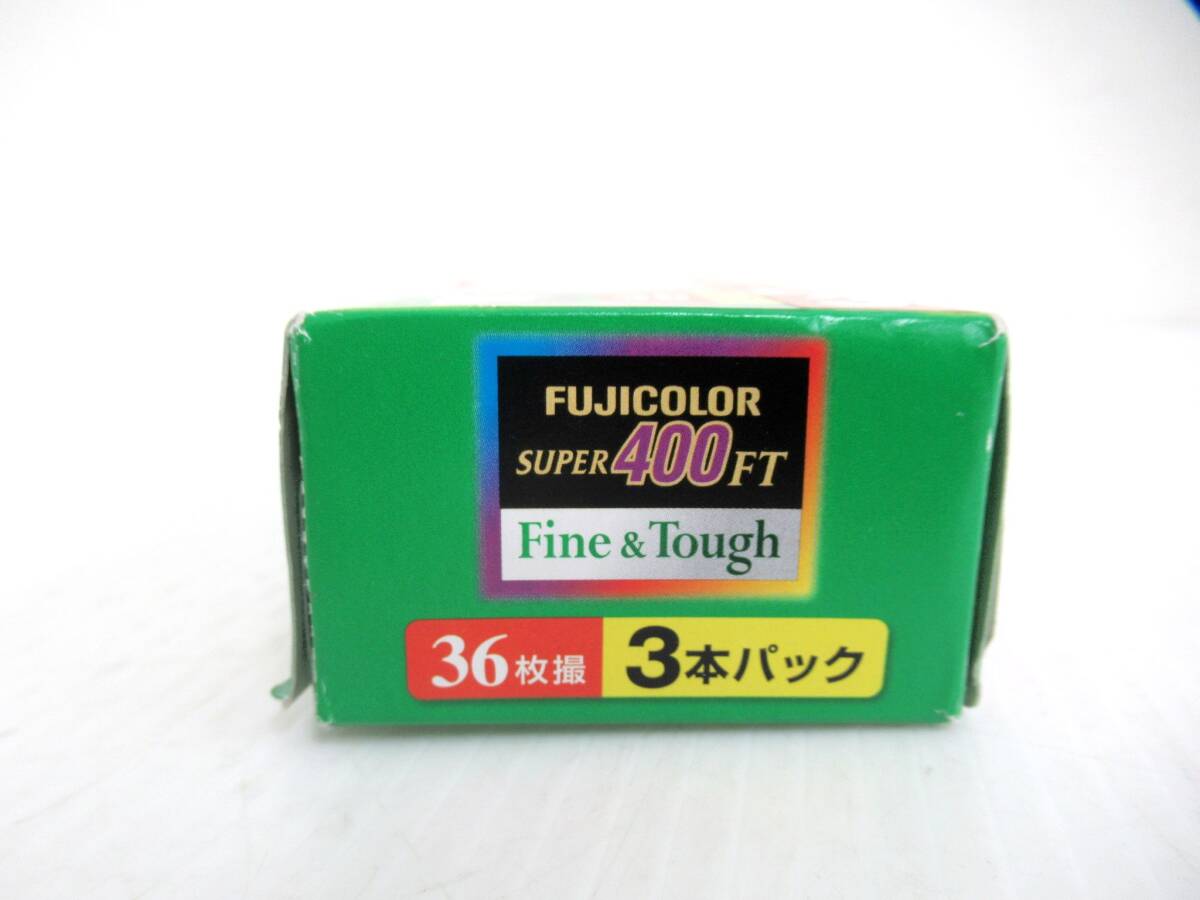 FUJICOLOR
SUPER 400 FT
Fine & Tough
36枚撮 3本パック